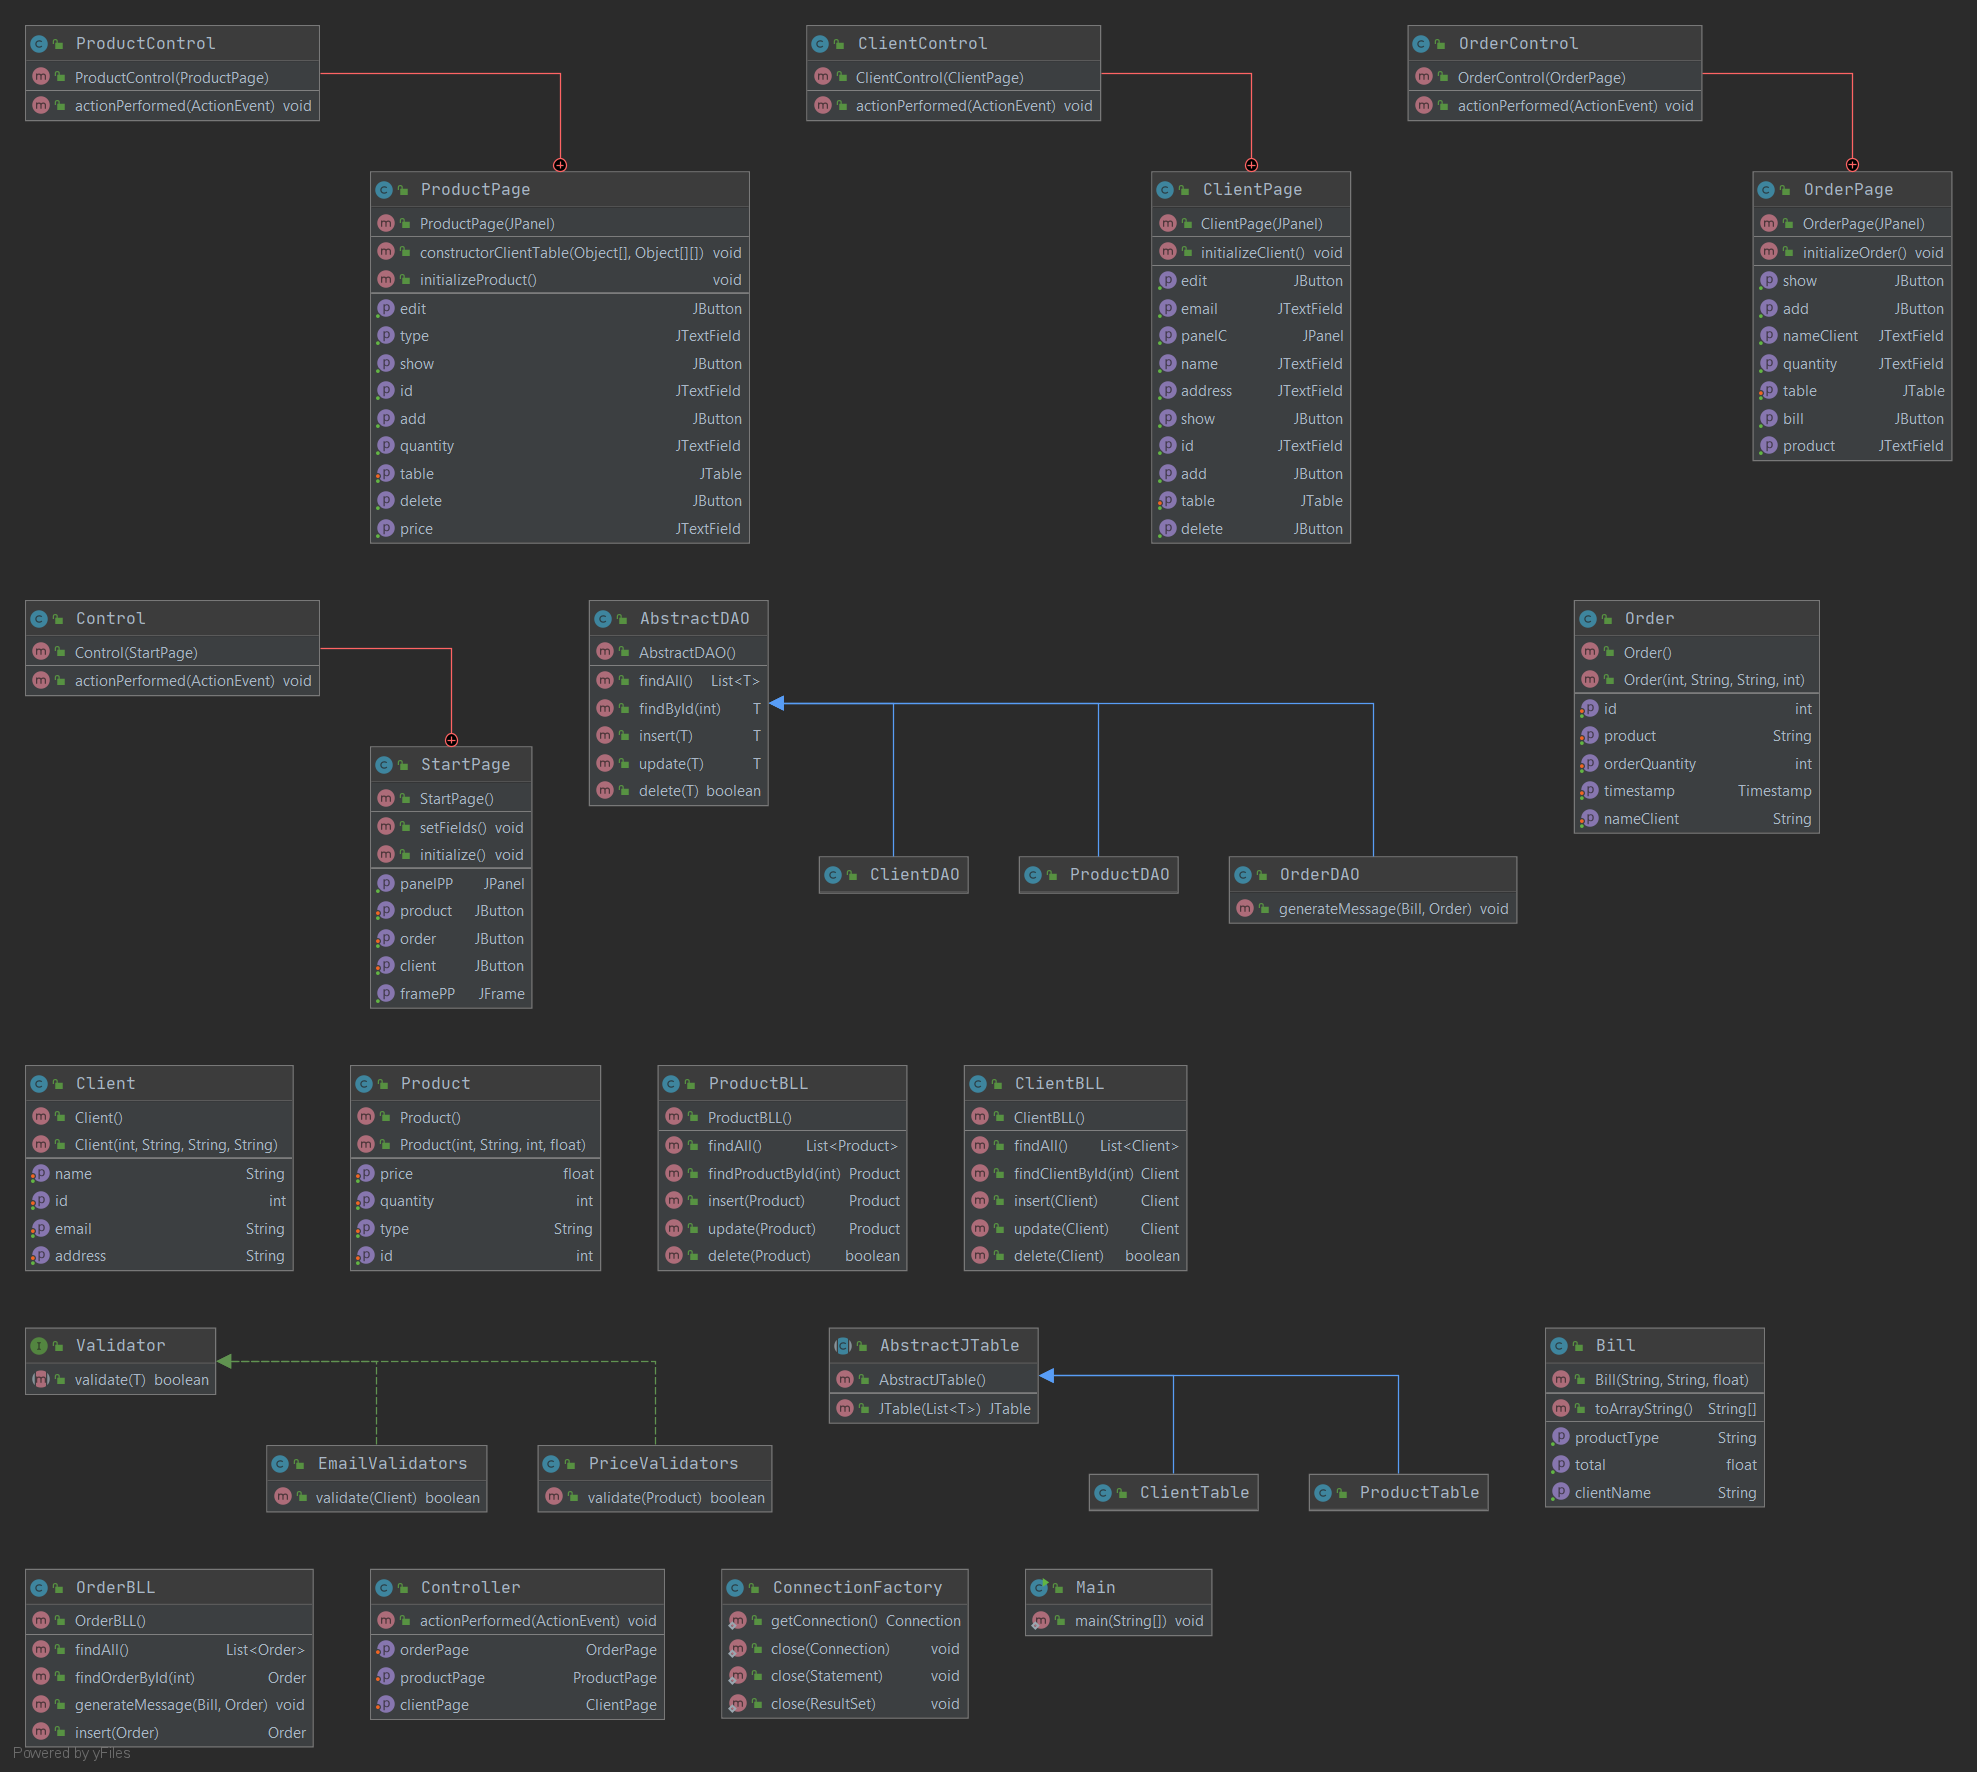 ProductControl
ProductControl(ProductPage)
actionPerformed(ActionEvent) void
ClientControl
ClientControl(ClientPage)
actionPerformed(ActionEvent) void
OrderControl
OrderControl(OrderPage)
actionPerformed(ActionEvent) void
ProductPage
ProductPage(JPanel)
constructorClientTable(Object[], Object[][]) void
initializeProduct() void
edit JButton
type JTextField
show JButton
id JTextField
add JButton
quantity JTextField
table JTable
delete JButton
price JTextField
ClientPage
ClientPage(JPanel)
initializeClient() void
edit JButton
email JTextField
panelC JPanel
name JTextField
address JTextField
show JButton
id JTextField
add JButton
table JTable
delete JButton
OrderPage
OrderPage(JPanel)
initializeOrder() void
show JButton
add JButton
nameClient JTextField
quantity JTextField
table JTable
bill JButton
product JTextField
Control
Control(StartPage)
actionPerformed(ActionEvent) void
StartPage
StartPage()
setFields() void
initialize() void
panelPP JPanel
product JButton
order JButton
client JButton
framePP JFrame
AbstractDAO
AbstractDAO()
findAll() List<T>
findById(int) T
insert(T) T
update(T) T
delete(T) boolean
ClientDAO
ProductDAO
OrderDAO
generateMessage(Bill, Order) void
Order
Order()
Order(int, String, String, int)
id int
product String
orderQuantity int
timestamp Timestamp
nameClient String
Client
Client()
Client(int, String, String, String)
name String
id int
email String
address String
Product
Product()
Product(int, String, int, float)
price float
quantity int
type String
id int
ProductBLL
ProductBLL()
findAll() List<Product>
findProductById(int) Product
insert(Product) Product
update(Product) Product
delete(Product) boolean
ClientBLL
ClientBLL()
findAll() List<Client>
findClientById(int) Client
insert(Client) Client
update(Client) Client
delete(Client) boolean
Validator
validate(T) boolean
EmailValidators
validate(Client) boolean
PriceValidators
validate(Product) boolean
AbstractJTable
AbstractJTable()
JTable(List<T>) JTable
ClientTable
ProductTable
Bill
Bill(String, String, float)
toArrayString() String[]
productType String
total float
clientName String
OrderBLL
OrderBLL()
findAll() List<Order>
findOrderById(int) Order
generateMessage(Bill, Order) void
insert(Order) Order
Controller
actionPerformed(ActionEvent) void
orderPage OrderPage
productPage ProductPage
clientPage ClientPage
ConnectionFactory
getConnection() Connection
close(Connection) void
close(Statement) void
close(ResultSet) void
Main
main(String[]) void
Powered by yFiles